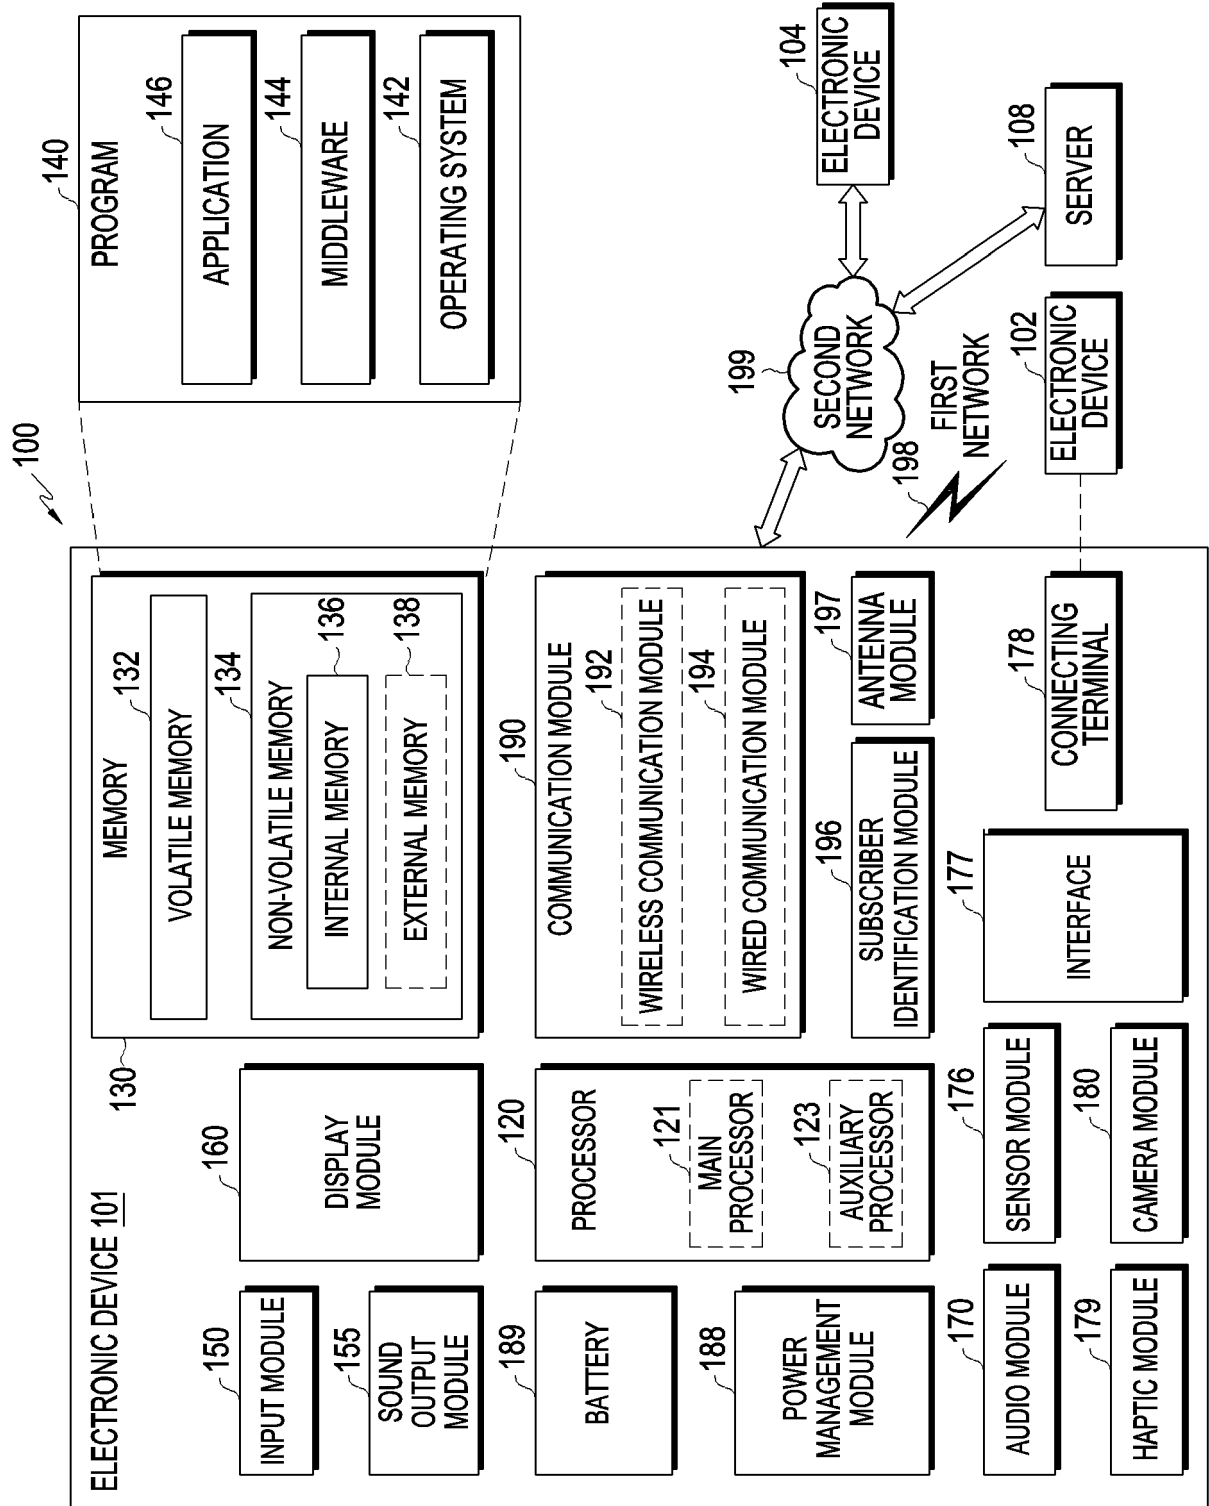 100
ELECTRONIC DEVICE 101
130
MEMORY
132
VOLATILE MEMORY
134
NON-VOLATILE MEMORY
136
INTERNAL MEMORY
138
EXTERNAL MEMORY
140
PROGRAM
146
APPLICATION
144
MIDDLEWARE
142
OPERATING SYSTEM
150
INPUT MODULE
155
SOUND
OUTPUT
MODULE
160
DISPLAY
MODULE
189
BATTERY
188
POWER
MANAGEMENT
MODULE
120
PROCESSOR
121
MAIN
PROCESSOR
123
AUXILIARY
PROCESSOR
190
COMMUNICATION MODULE
192
WIRELESS COMMUNICATION MODULE
194
WIRED COMMUNICATION MODULE
196
SUBSCRIBER
IDENTIFICATION MODULE
197
ANTENNA
MODULE
170
AUDIO MODULE
176
SENSOR MODULE
177
INTERFACE
178
CONNECTING
TERMINAL
179
HAPTIC MODULE
180
CAMERA MODULE
199
SECOND
NETWORK
198
FIRST
NETWORK
104
ELECTRONIC
DEVICE
108
SERVER
102
ELECTRONIC
DEVICE